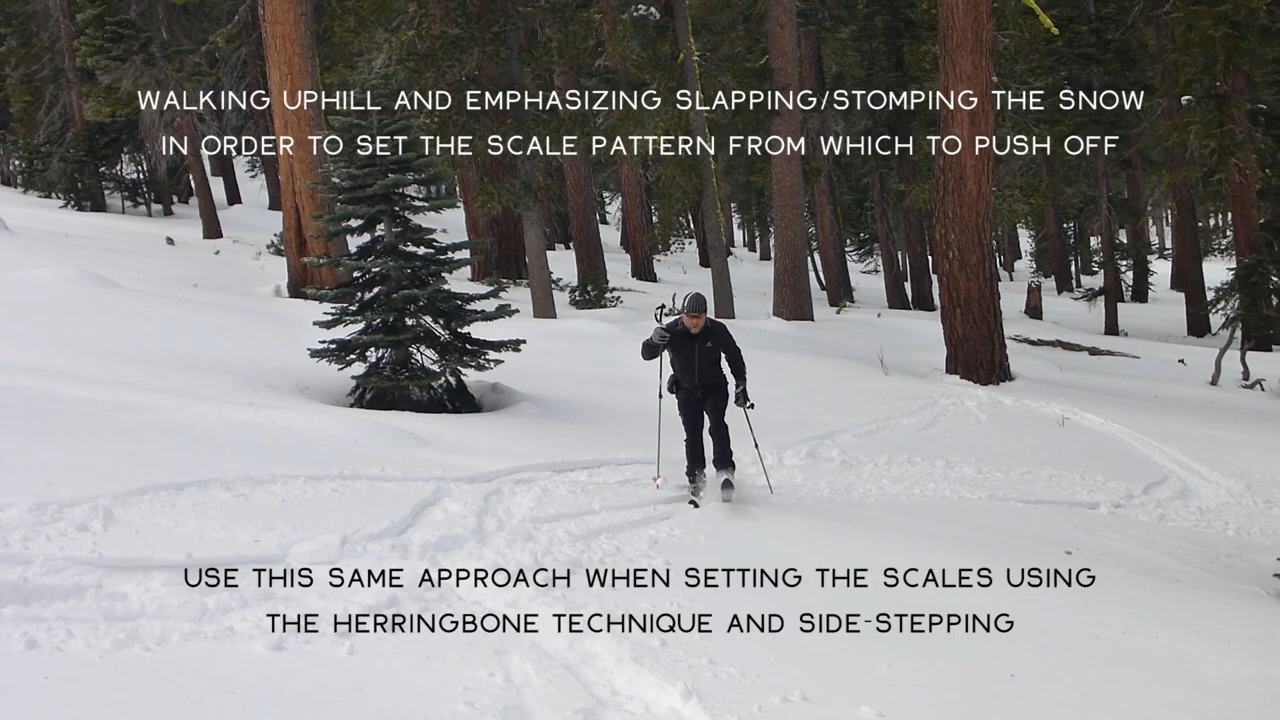 WALKING UPHILL AND EMPHASIZING SLAPPING/STOMPING THE SNOW
IN ORDER TO SET THE SCALE PATTERN FROM WHICH TO PUSH OFF
USE THIS SAME APPROACH WHEN SETTING THE SCALES USING
THE HERRINGBONE TECHNIQUE AND SIDE-STEPPING